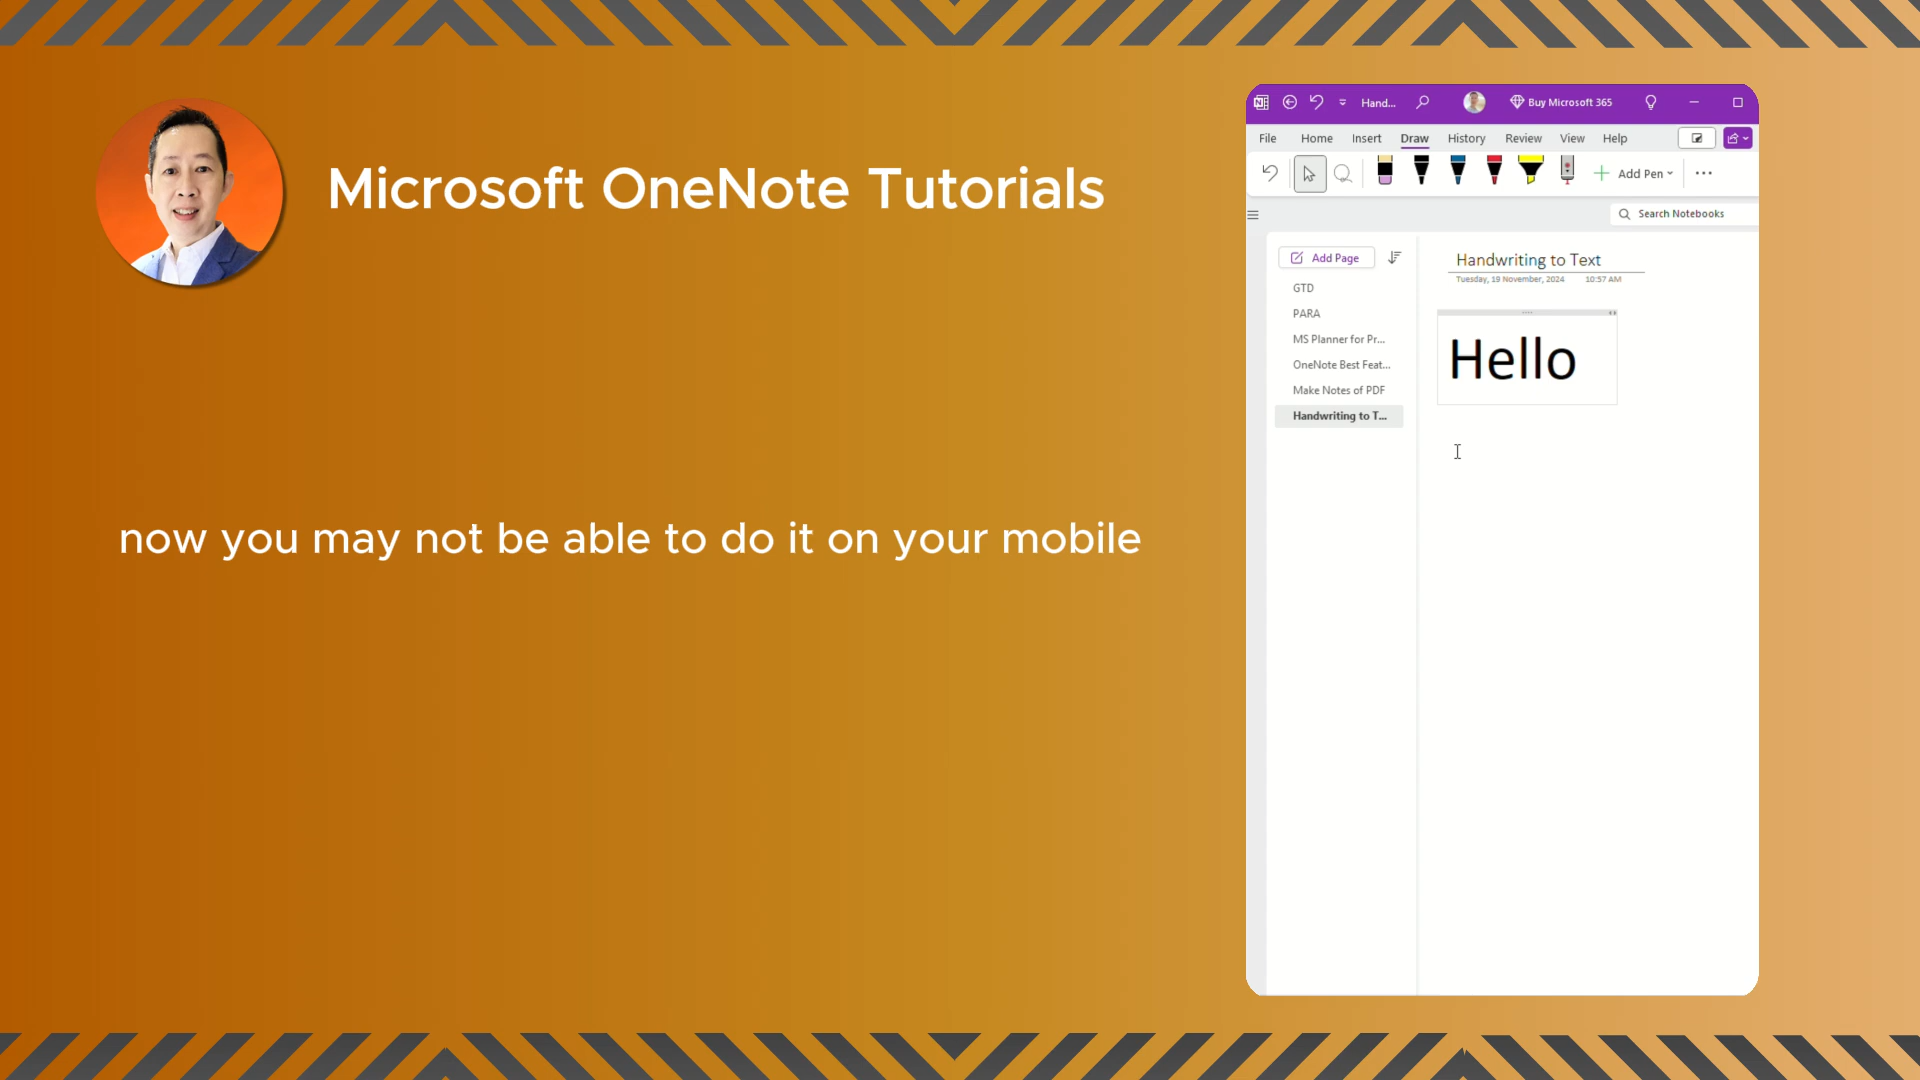 Microsoft OneNote Tutorials
now you may not be able to do it on your mobile
Hand...
Buy Microsoft 365
File Home Insert Draw History Review View Help
Add Pen
Search Notebooks
Add Page
GTD
PARA
MS Planner for Pr...
OneNote Best Feat...
Make Notes of PDF
Handwriting to T...
Handwriting to Text
Tuesday, 19 November, 2024 10:57 AM
Hello